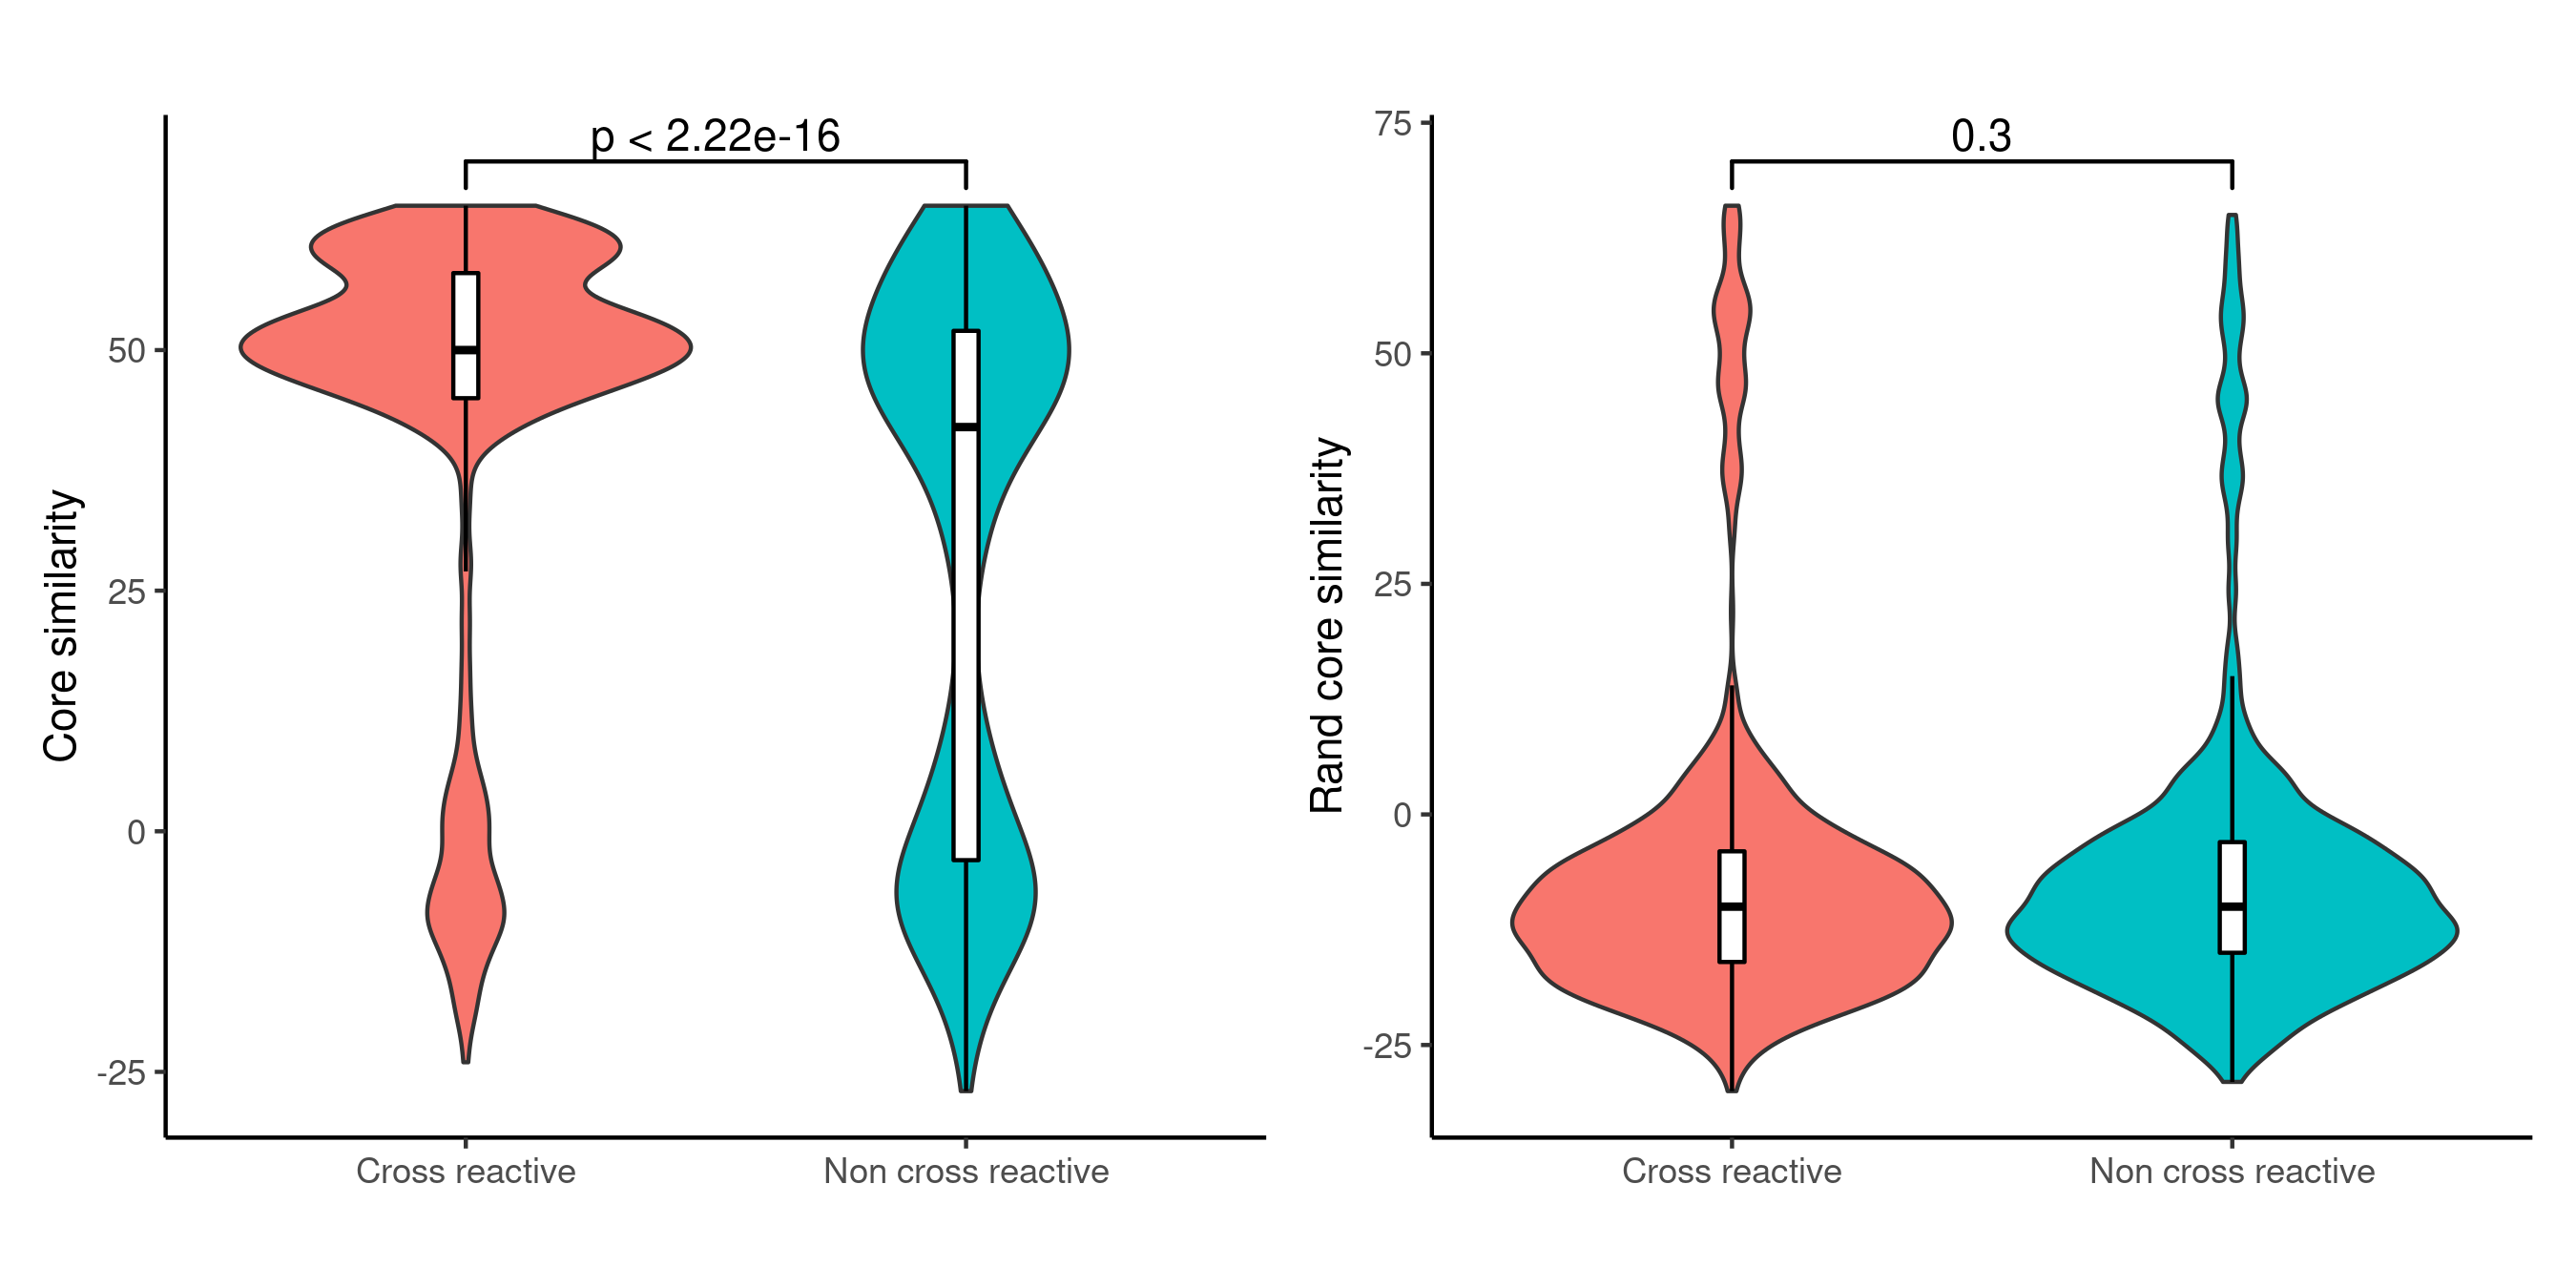 p < 2.22e-16
Core similarity
50
25
0
-25
Cross reactive
Non cross reactive
0.3
Rand core similarity
75
50
25
0
-25
Cross reactive
Non cross reactive